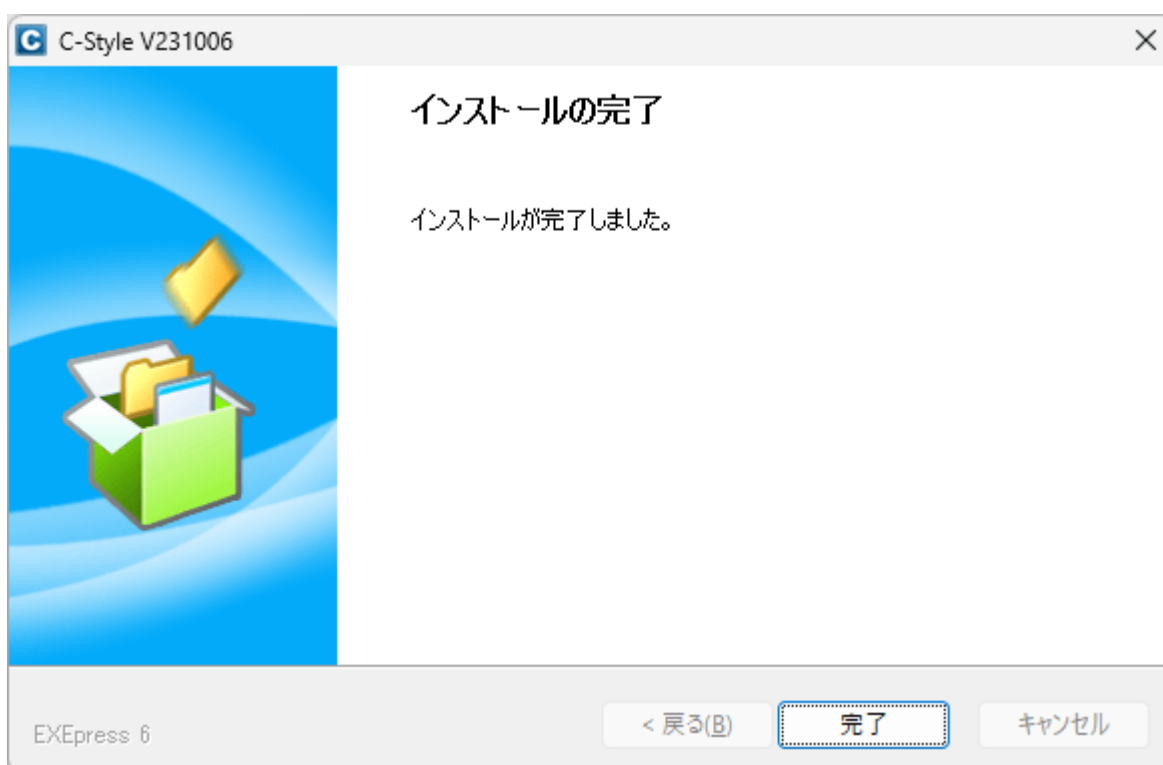 C-Style V231006
インストールの完了
インストールが完了しました。
EXEpress 6
< 戻る(B)
完了
キャンセル